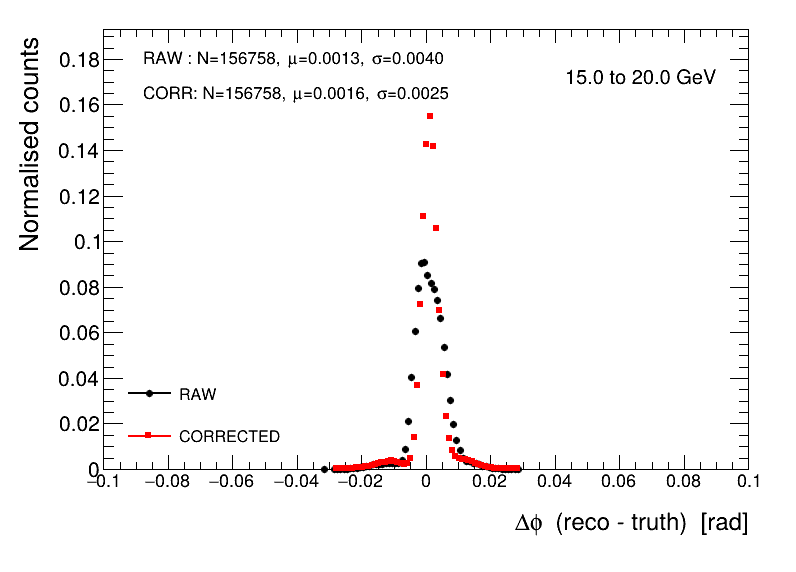 Normalised counts
0.18
0.16
0.14
0.12
0.1
0.08
0.06
0.04
0.02
0
RAW : N=156758, μ=0.0013, σ=0.0040
CORR: N=156758, μ=0.0016, σ=0.0025
15.0 to 20.0 GeV
RAW
CORRECTED
−0.1 −0.08 −0.06 −0.04 −0.02 0 0.02 0.04 0.06 0.08 0.1
Δϕ (reco - truth) [rad]